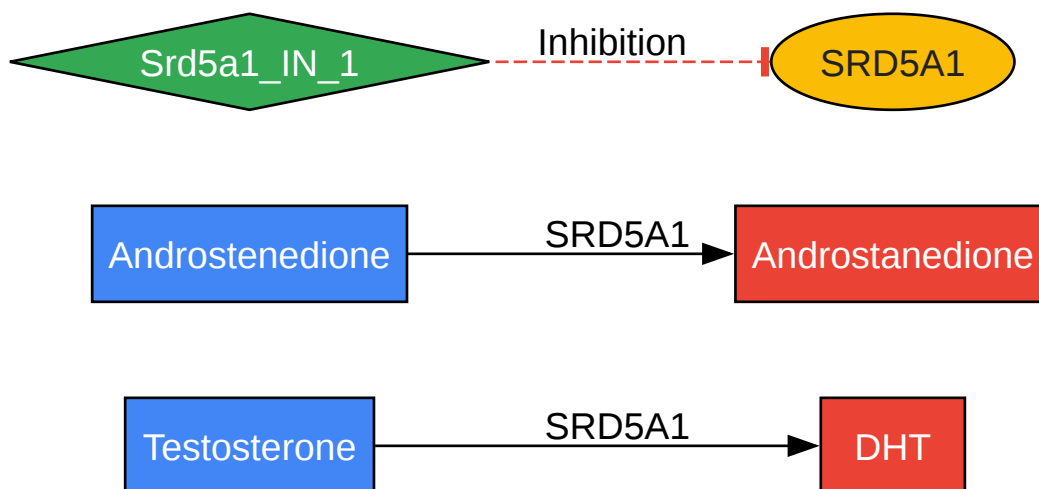 Srd5a1_IN_1
Inhibition
SRD5A1
Androstenedione
SRD5A1
Androstanedione
Testosterone
SRD5A1
DHT